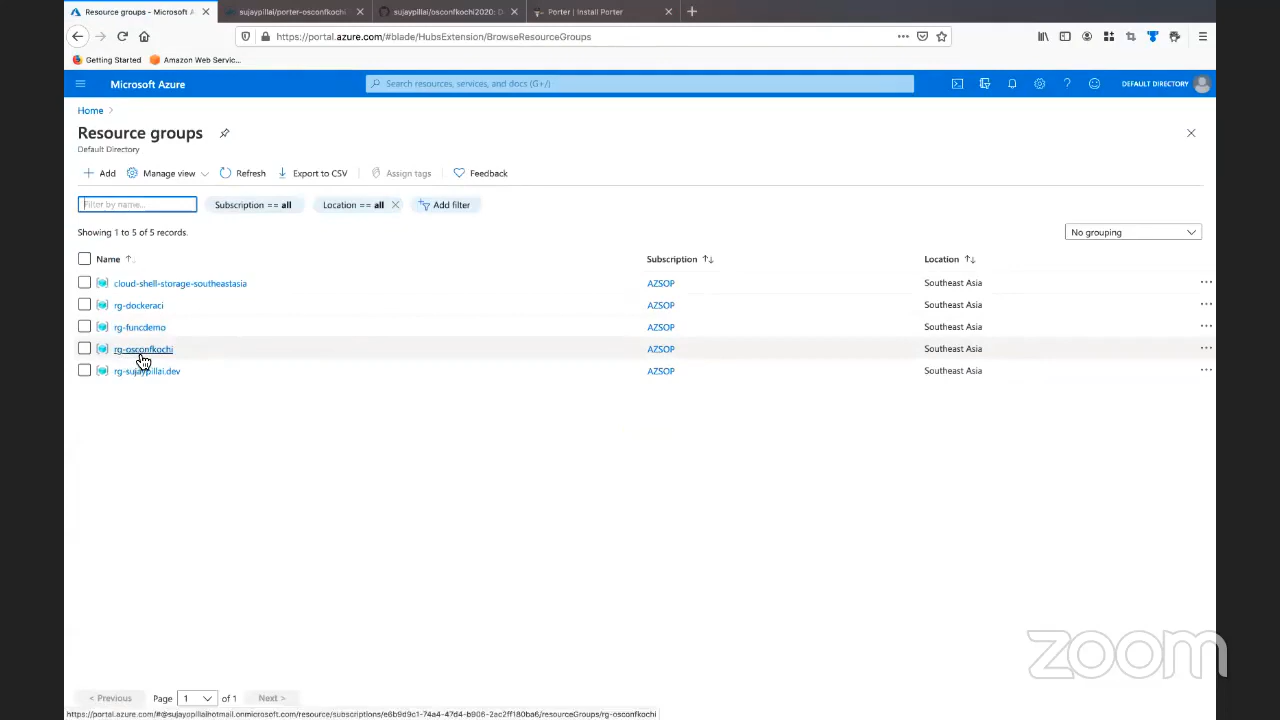 Resource groups - Microsoft A
sujaypillai/porter-osconfkochi
sujaypillai/osconfkochi2020: D
Porter | Install Porter
https://portal.azure.com/#blade/HubsExtension/BrowseResourceGroups
Getting Started
Amazon Web Servic...
Microsoft Azure
Search resources, services, and docs (G+/)
DEFAULT DIRECTORY
Home >
Resource groups
Default Directory
Add
Manage view
Refresh
Export to CSV
Assign tags
Feedback
Filter by name...
Subscription == all
Location == all
Add filter
Showing 1 to 5 of 5 records.
No grouping
Name
Subscription
Location
cloud-shell-storage-southeastasia AZSOP Southeast Asia
rg-dockeraci AZSOP Southeast Asia
rg-funcdemo AZSOP Southeast Asia
rg-osconfkochi AZSOP Southeast Asia
rg-sujaypillai.dev AZSOP Southeast Asia
zoom
< Previous Page 1 of 1 Next >
https://portal.azure.com/#@sujaypillaihotmail.onmicrosoft.com/resource/subscriptions/e6b9d9c1-74a4-47d4-b906-2ac2ff180ba6/resourceGroups/rg-osconfkochi